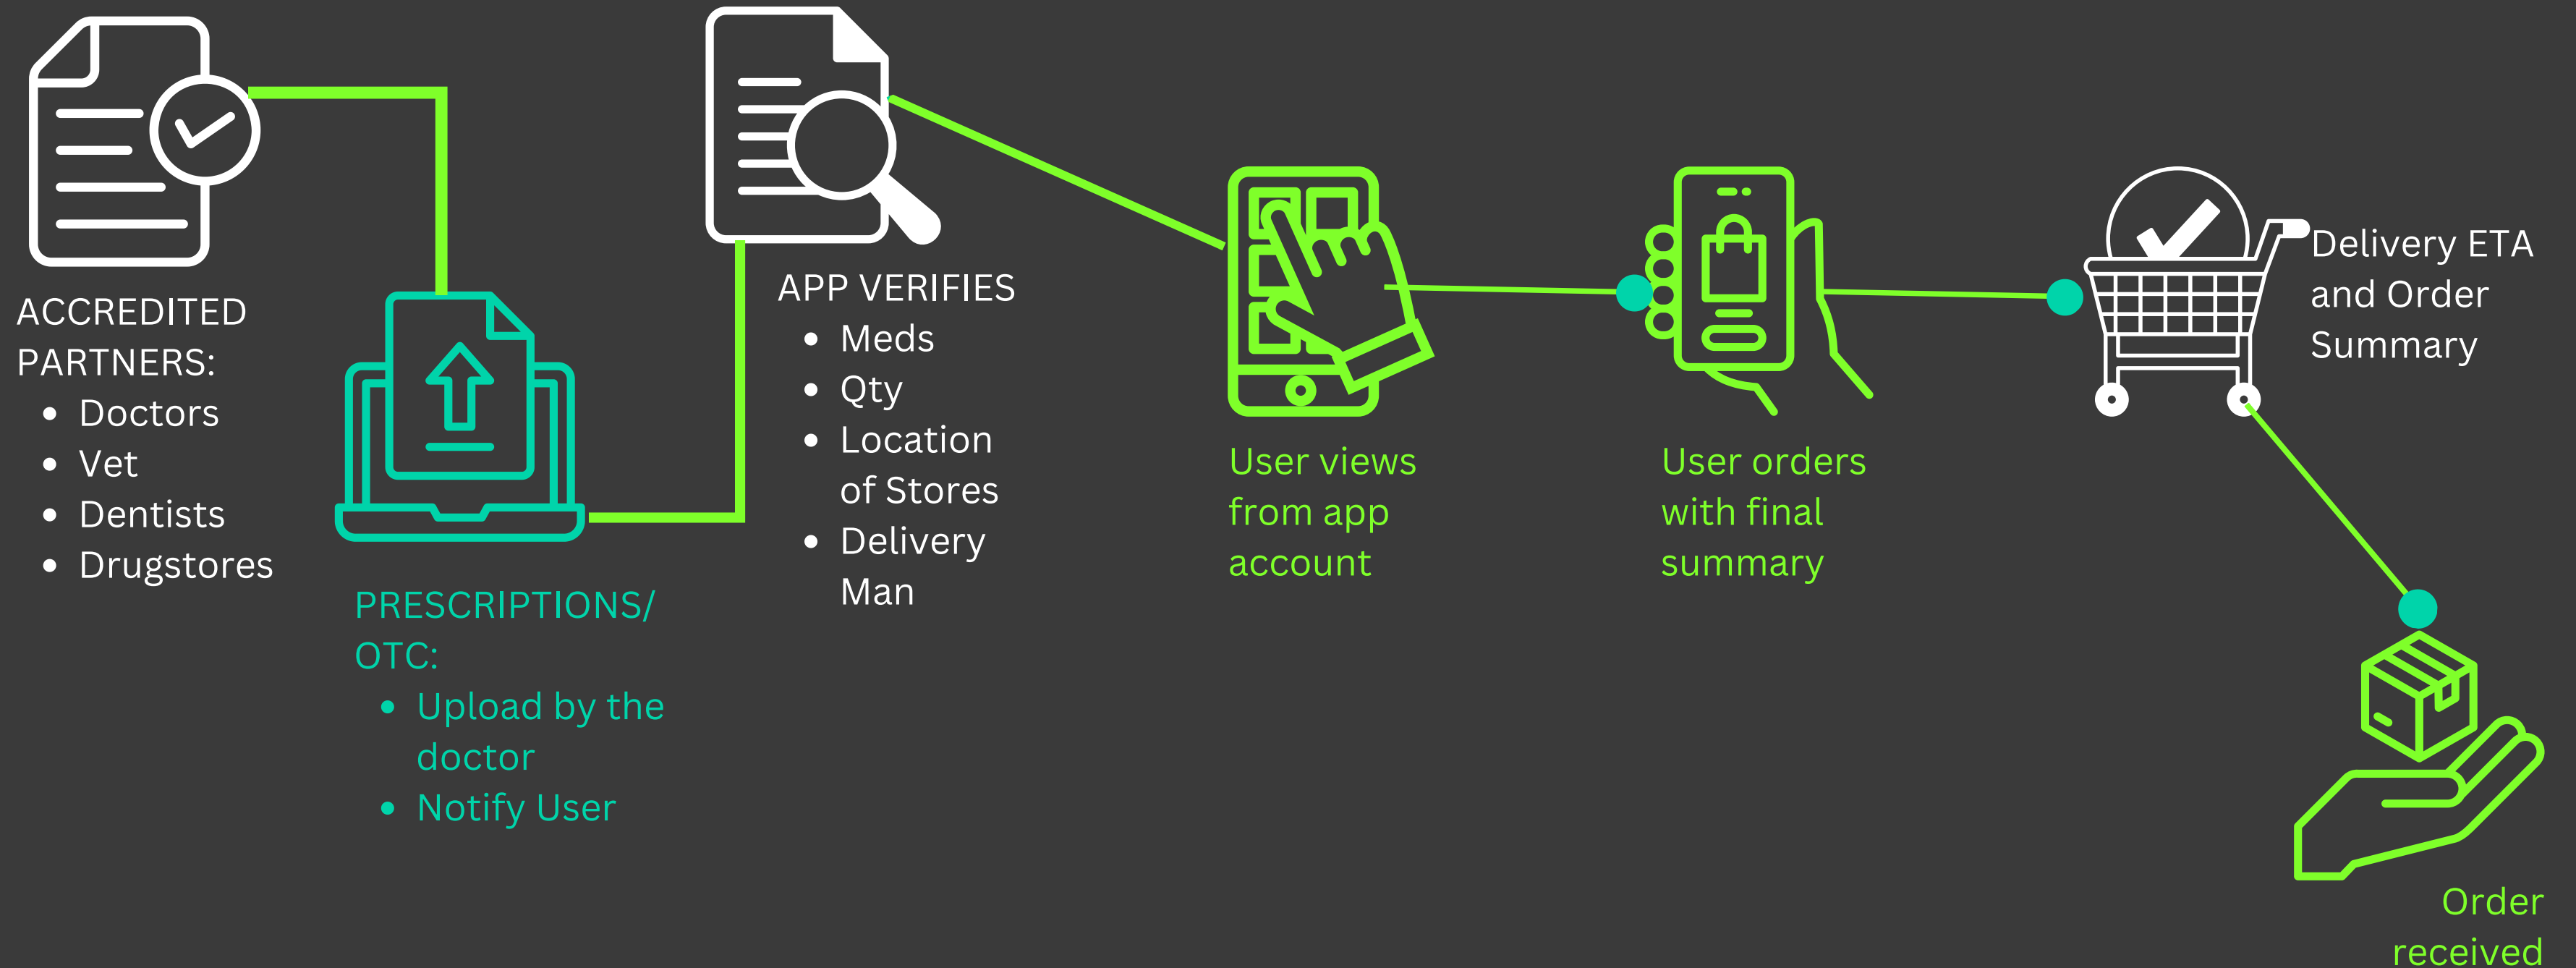 ACCREDITED
PARTNERS:
• Doctors
• Vet
• Dentists
• Drugstores
PRESCRIPTIONS/
OTC:
• Upload by the
doctor
• Notify User
APP VERIFIES
• Meds
• Qty
• Location
of Stores
• Delivery
Man
User views
from app
account
User orders
with final
summary
Delivery ETA
and Order
Summary
Order
received